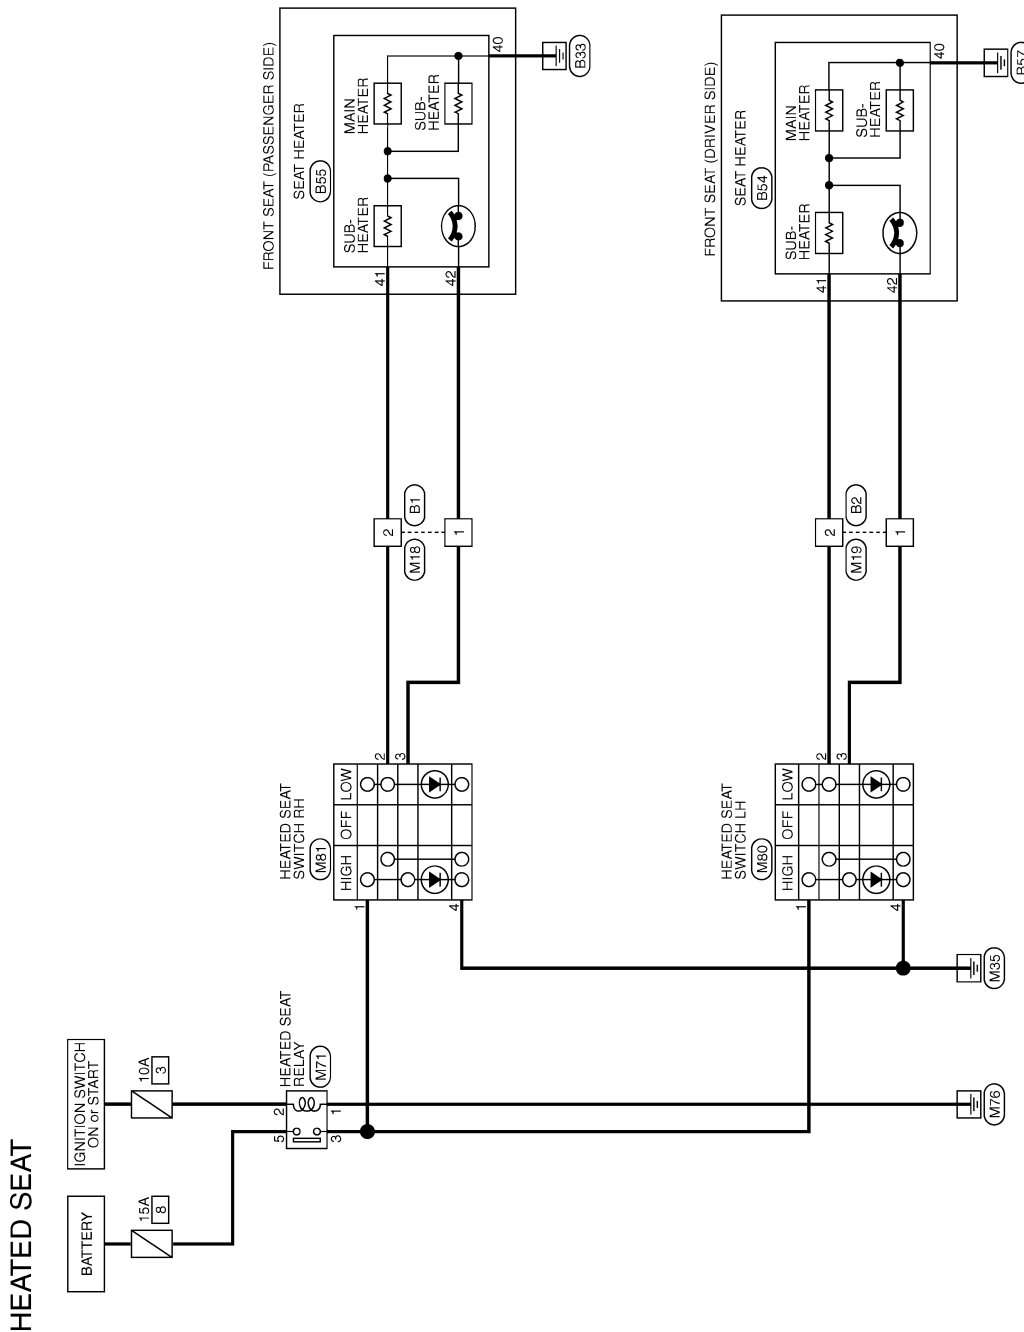 HEATED SEAT
BATTERY
15A
8
IGNITION SWITCH
ON or START
10A
3
HEATED SEAT
RELAY
M71
5
2
3
1
M76
HEATED SEAT
SWITCH RH
M81
HIGH
OFF
LOW
1
4
2
3
HEATED SEAT
SWITCH LH
M80
HIGH
OFF
LOW
1
4
2
3
M35
2
M18
B1
1
2
M19
B2
1
FRONT SEAT (PASSENGER SIDE)
SEAT HEATER
B55
41
42
SUB-
HEATER
MAIN
HEATER
SUB-
HEATER
40
B33
FRONT SEAT (DRIVER SIDE)
SEAT HEATER
B54
41
42
SUB-
HEATER
MAIN
HEATER
SUB-
HEATER
40
B57